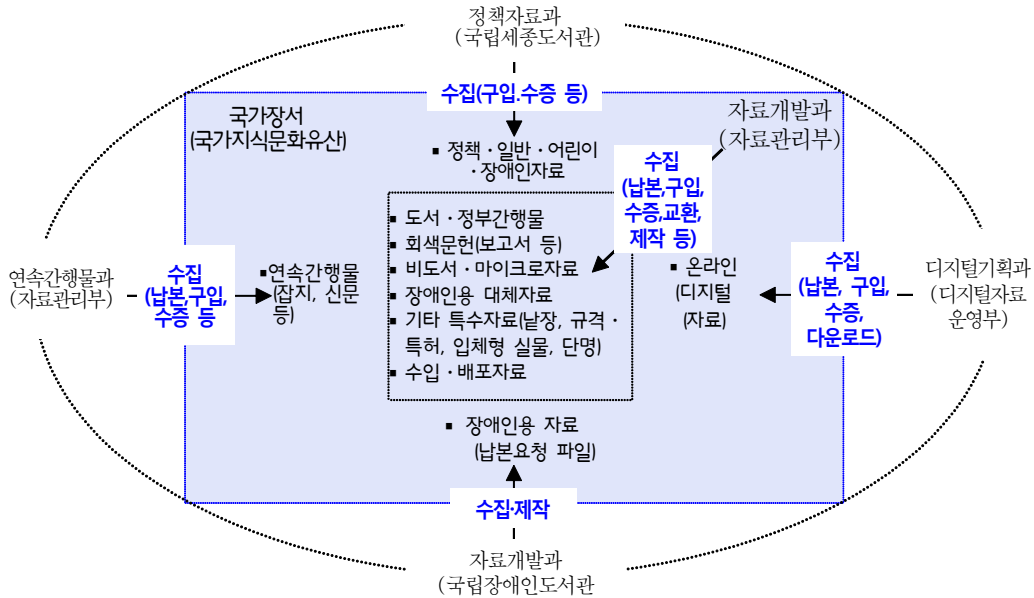 정책자료과
(국립세종도서관)
수집(구입.수증 등)
국가장서
(국가지식문화유산)
자료개발과
(자료관리부)
▪ 정책·일반·어린이
·장애인자료
수집
(납본,구입,
수증,교환,
제작 등)
▪ 도서·정부간행물
▪ 회색문헌(보고서 등)
▪ 비도서·마이크로자료
▪ 장애인용 대체자료
▪ 기타 특수자료(낱장, 규격·
특허, 입체형 실물, 단명)
▪ 수입·배포자료
연속간행물과
(자료관리부)
수집
(납본,구입,
수증 등
▪연속간행물
(잡지, 신문
등)
▪ 온라인
(디지털
(자료)
수집
(납본, 구입,
수증,
다운로드)
디지털기획과
(디지털자료
운영부)
▪ 장애인용 자료
(납본요청 파일)
수집·제작
자료개발과
(국립장애인도서관